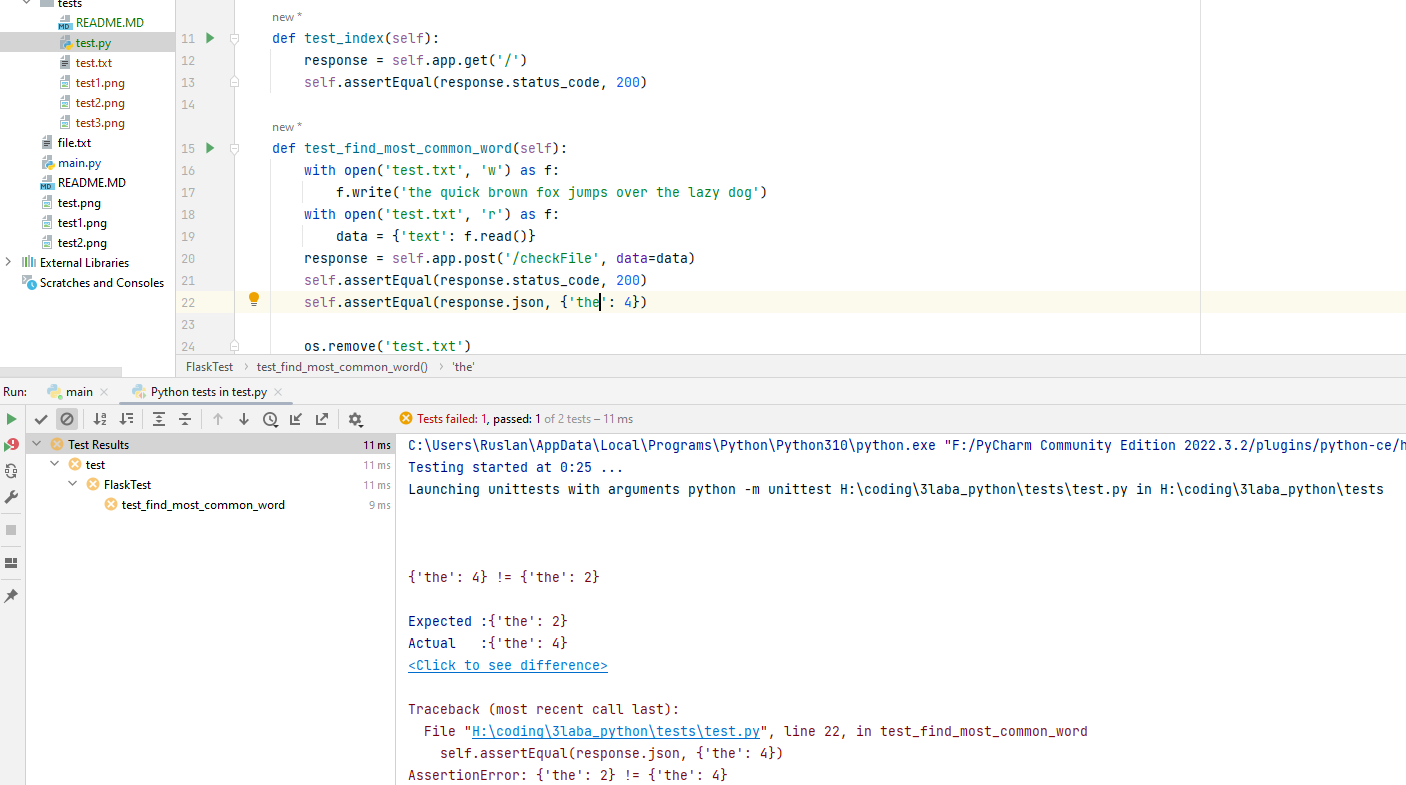 tests
README.MD
test.py
test.txt
test1.png
test2.png
test3.png
file.txt
main.py
README.MD
test.png
test1.png
test2.png
External Libraries
Scratches and Consoles
new *
11 def test_index(self):
12 response = self.app.get('/')
13 self.assertEqual(response.status_code, 200)
14
new *
15 def test_find_most_common_word(self):
16 with open('test.txt', 'w') as f:
17 f.write('the quick brown fox jumps over the lazy dog')
18 with open('test.txt', 'r') as f:
19 data = {'text': f.read()}
20 response = self.app.post('/checkFile', data=data)
21 self.assertEqual(response.status_code, 200)
22 self.assertEqual(response.json, {'the': 4})
23
24 os.remove('test.txt')
FlaskTest › test_find_most_common_word() › 'the'
Run: main × Python tests in test.py ×
Tests failed: 1, passed: 1 of 2 tests – 11 ms
Test Results 11 ms
test 11 ms
FlaskTest 11 ms
test_find_most_common_word 9 ms
C:\Users\Ruslan\AppData\Local\Programs\Python\Python310\python.exe "F:/PyCharm Community Edition 2022.3.2/plugins/python-ce/h
Testing started at 0:25 ...
Launching unittests with arguments python -m unittest H:\coding\3laba_python\tests\test.py in H:\coding\3laba_python\tests
{'the': 4} != {'the': 2}
Expected :{'the': 2}
Actual :{'the': 4}
<Click to see difference>
Traceback (most recent call last):
File "H:\coding\3laba_python\tests\test.py", line 22, in test_find_most_common_word
self.assertEqual(response.json, {'the': 4})
AssertionError: {'the': 2} != {'the': 4}